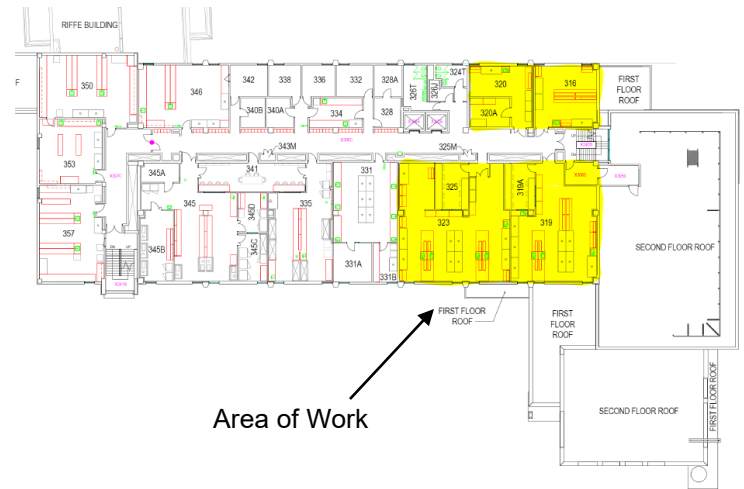 RIFFE BUILDING
F
350
346
342
338
336
332
328A
324T
326T
326J
320
316
FIRST
FLOOR
ROOF
340B
340A
334
328
320A
353
343M
325M
345A
341
331
325
319A
345
345D
335
323
319
357
345B
345C
331A
331B
DN
UP
SECOND FLOOR ROOF
FIRST FLOOR
ROOF
FIRST
FLOOR
ROOF
SECOND FLOOR ROOF
FIRST FLOOR ROOF
Area of Work